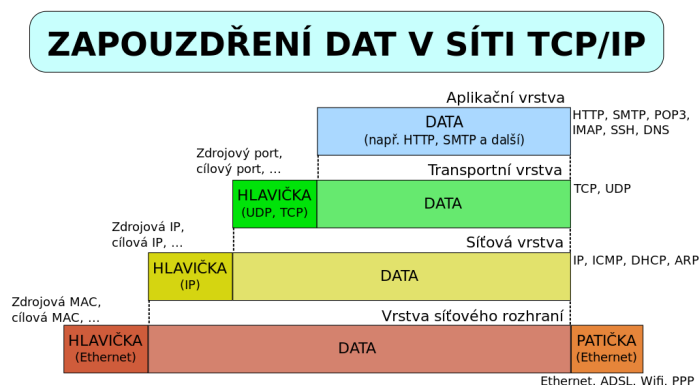 ZAPOUZDŘENÍ DAT V SÍTI TCP/IP
Aplikační vrstva
DATA
(např. HTTP, SMTP a další)
HTTP, SMTP, POP3,
IMAP, SSH, DNS
Zdrojový port,
cílový port, ...
Transportní vrstva
HLAVIČKA
(UDP, TCP)
DATA
TCP, UDP
Zdrojová IP,
cílová IP, ...
Síťová vrstva
HLAVIČKA
(IP)
DATA
IP, ICMP, DHCP, ARP
Zdrojová MAC,
cílová MAC, ...
Vrstva síťového rozhraní
HLAVIČKA
(Ethernet)
DATA
PATIČKA
(Ethernet)
Ethernet, ADSL, Wifi, PPP